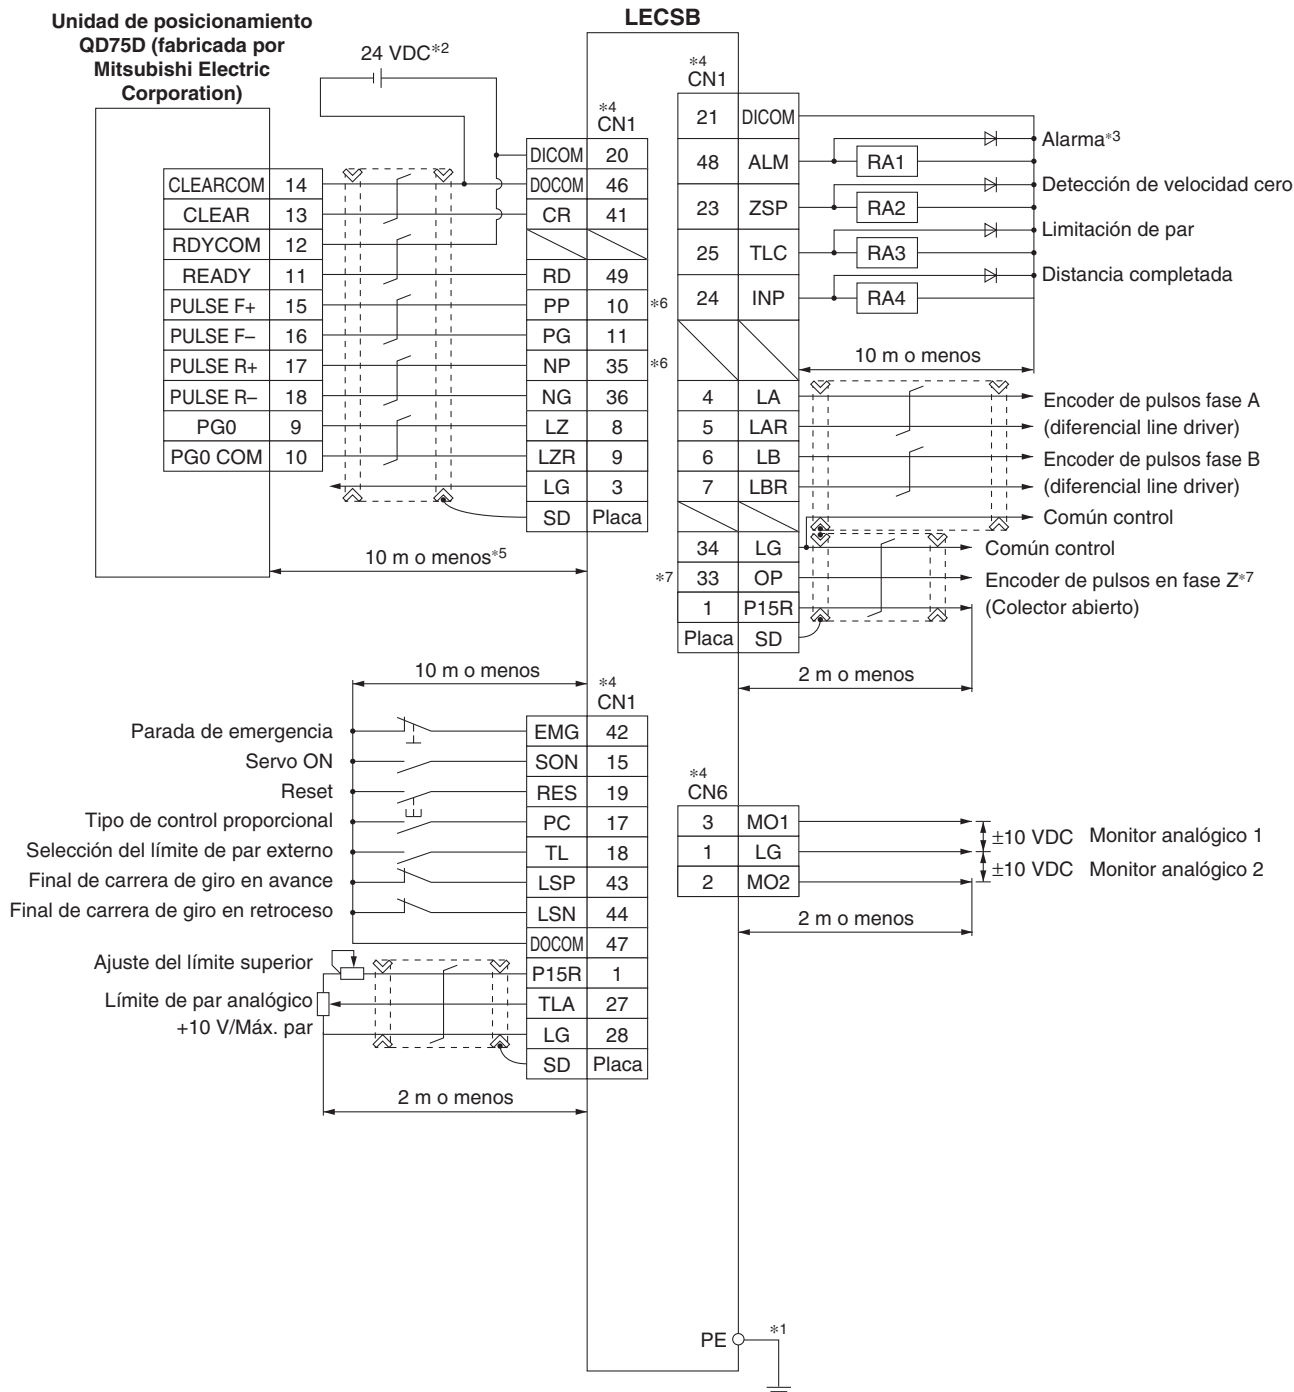 Unidad de posicionamiento
QD75D (fabricada por
Mitsubishi Electric
Corporation)
LECSB
24 VDC*2
*4
CN1
DICOM 20
CLEARCOM 14 DOCOM 46
CLEAR 13 CR 41
RDYCOM 12
READY 11 RD 49
PULSE F+ 15 PP 10 *6
PULSE F– 16 PG 11
PULSE R+ 17 NP 35 *6
PULSE R– 18 NG 36
PG0 9 LZ 8
PG0 COM 10 LZR 9
LG 3
SD Placa
10 m o menos*5
*4
CN1
21 DICOM
48 ALM RA1 Alarma*3
23 ZSP RA2 Detección de velocidad cero
25 TLC RA3 Limitación de par
24 INP RA4 Distancia completada
10 m o menos
4 LA Encoder de pulsos fase A
5 LAR (diferencial line driver)
6 LB Encoder de pulsos fase B
7 LBR (diferencial line driver)
Común control
34 LG Común control
*7 33 OP Encoder de pulsos en fase Z*7
1 P15R (Colector abierto)
Placa SD
2 m o menos
10 m o menos
*4
CN1
Parada de emergencia EMG 42
Servo ON SON 15
Reset RES 19
Tipo de control proporcional PC 17
Selección del límite de par externo TL 18
Final de carrera de giro en avance LSP 43
Final de carrera de giro en retroceso LSN 44
DOCOM 47
Ajuste del límite superior P15R 1
Límite de par analógico TLA 27
+10 V/Máx. par LG 28
SD Placa
2 m o menos
*4
CN6
3 MO1
±10 VDC Monitor analógico 1
1 LG
±10 VDC Monitor analógico 2
2 MO2
2 m o menos
PE *1